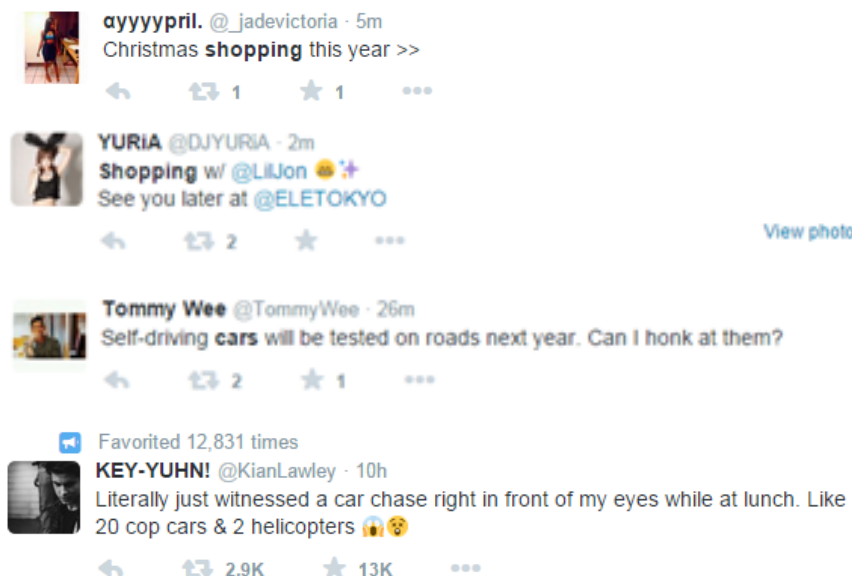 αyyyypril. @_jadevictoria · 5m
Christmas shopping this year >>
1 1
YURiA @DJYURiA · 2m
Shopping w/ @LilJon 😁✨
See you later at @ELETOKYO
2
View photo
Tommy Wee @TommyWee · 26m
Self-driving cars will be tested on roads next year. Can I honk at them?
2 1
Favorited 12,831 times
KEY-YUHN! @KianLawley · 10h
Literally just witnessed a car chase right in front of my eyes while at lunch. Like
20 cop cars & 2 helicopters 😱😲
2.9K 13K